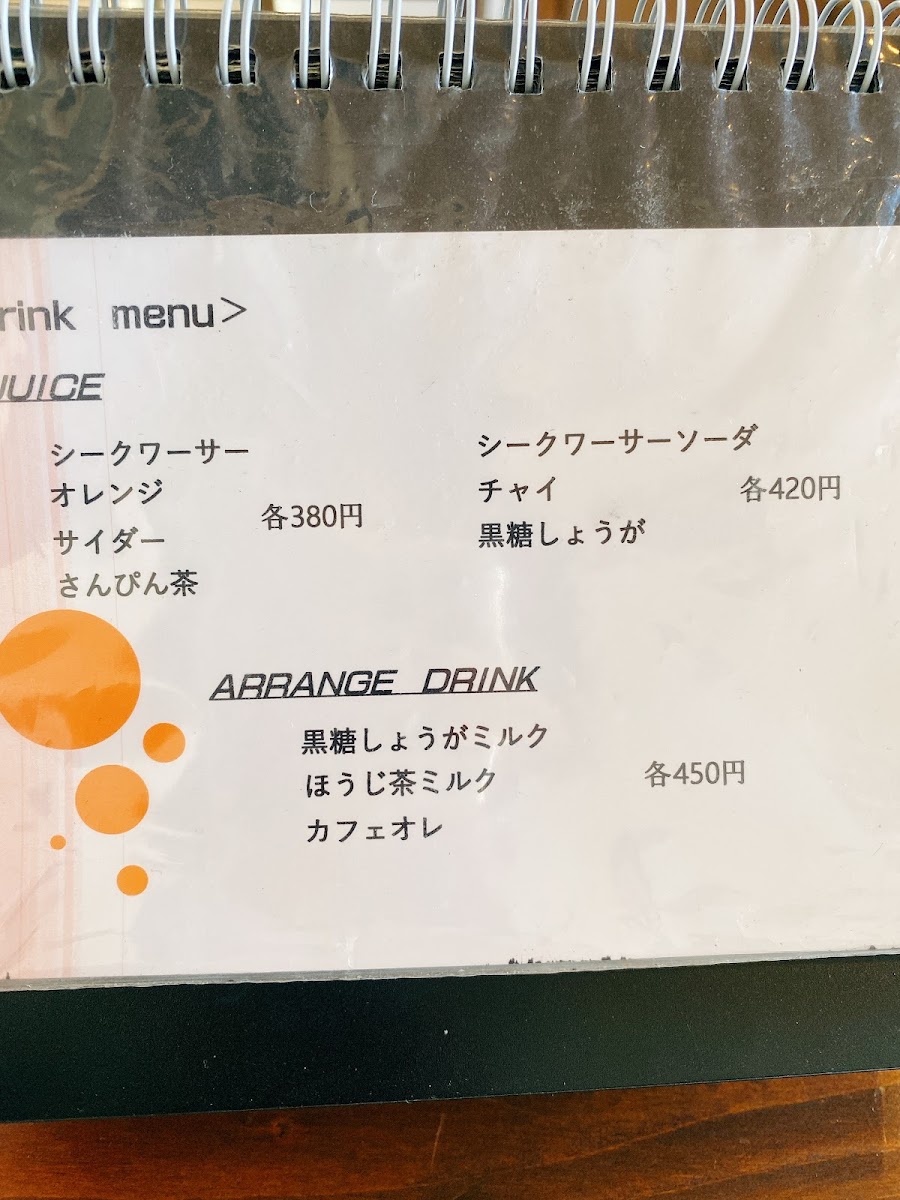 rink menu>
JUICE
シークワーサー
オレンジ
サイダー
さんぴん茶
各380円
シークワーサーソーダ
チャイ
黒糖しょうが
各420円
ARRANGE DRINK
黒糖しょうがミルク
ほうじ茶ミルク
カフェオレ
各450円